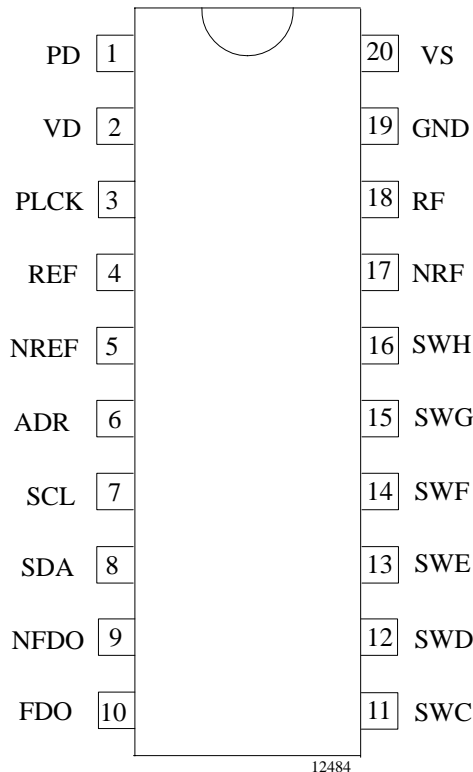 PD 1 20 VS
VD 2 19 GND
PLCK 3 18 RF
REF 4 17 NRF
NREF 5 16 SWH
ADR 6 15 SWG
SCL 7 14 SWF
SDA 8 13 SWE
NFDO 9 12 SWD
FDO 10 11 SWC
12484